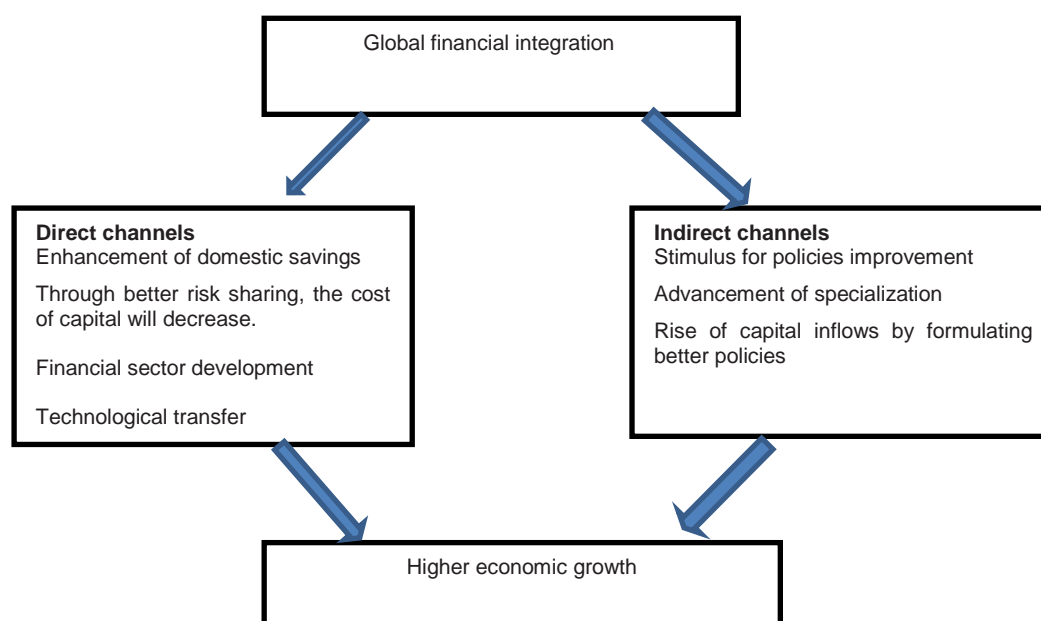 Global financial integration
Direct channels
Enhancement of domestic savings
Through better risk sharing, the cost
of capital will decrease.
Financial sector development
Technological transfer
Indirect channels
Stimulus for policies improvement
Advancement of specialization
Rise of capital inflows by formulating
better policies
Higher economic growth